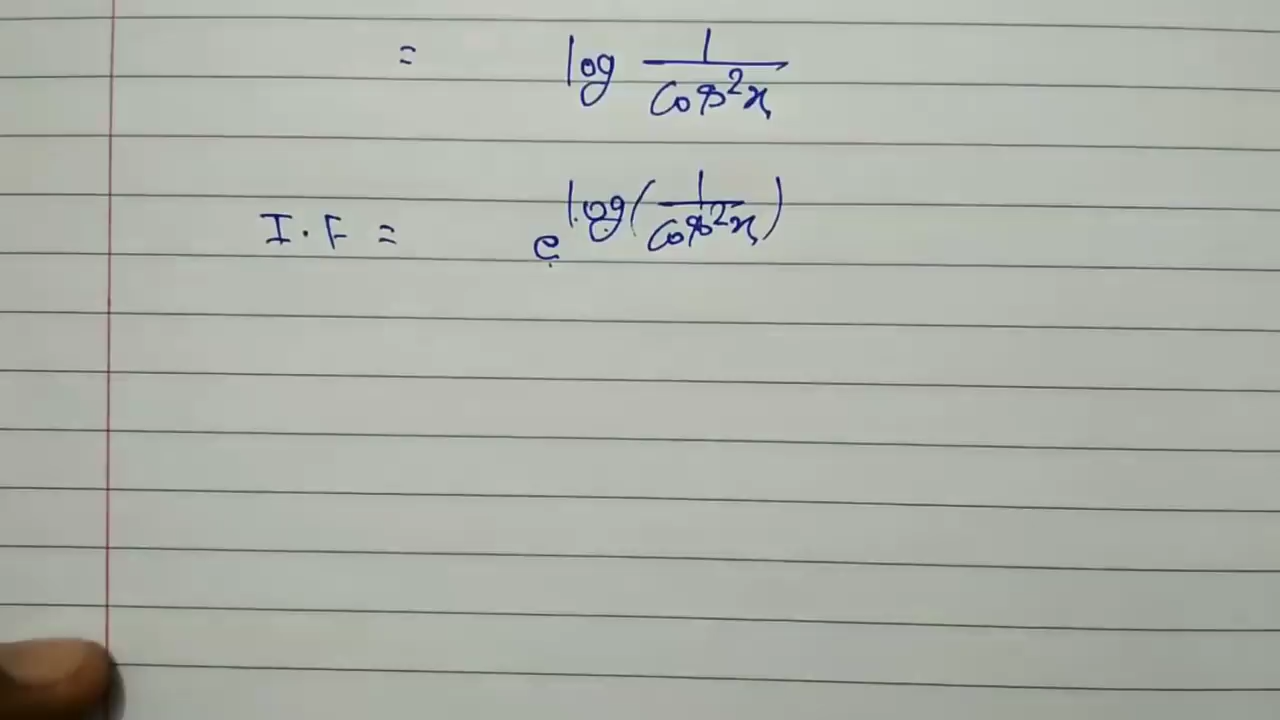 = log 1/cos²x
I.F = e^log(1/cos²x)